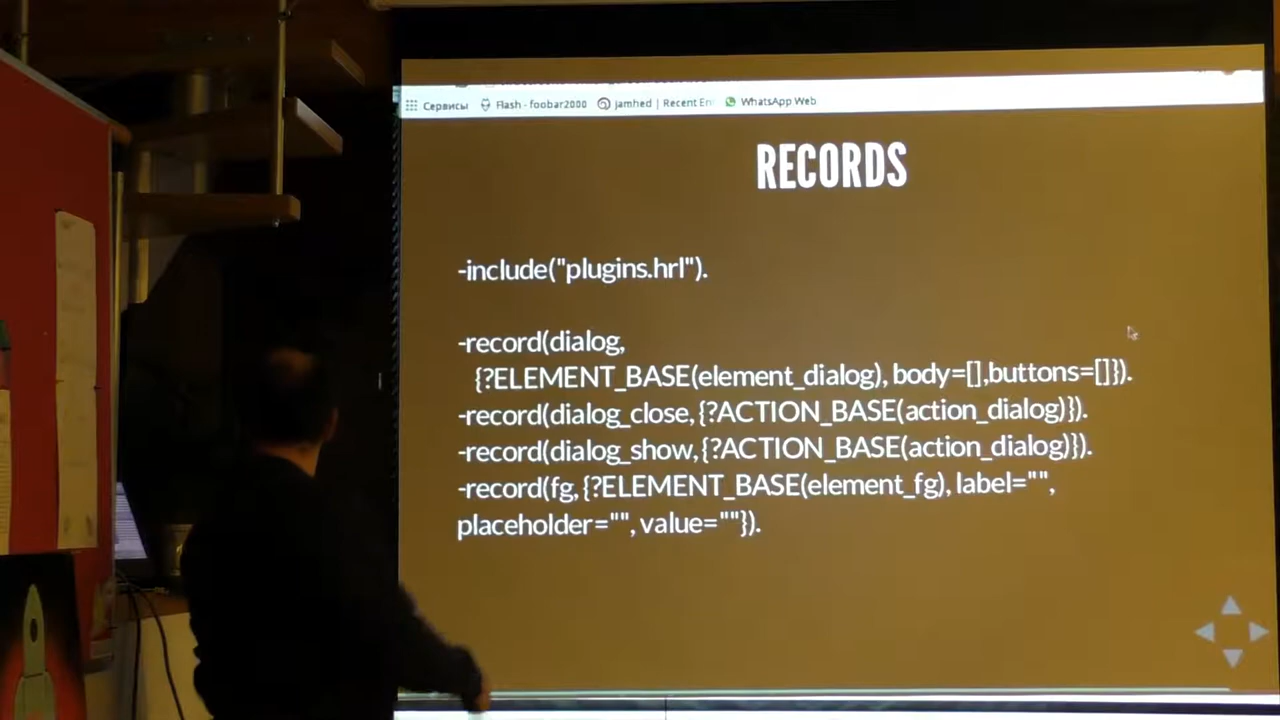 Сервисы Flash - foobar2000 jamhed | Recent En WhatsApp Web
RECORDS
-include("plugins.hrl").
-record(dialog,
{?ELEMENT_BASE(element_dialog), body=[],buttons=[]}).
-record(dialog_close, {?ACTION_BASE(action_dialog)}).
-record(dialog_show, {?ACTION_BASE(action_dialog)}).
-record(fg, {?ELEMENT_BASE(element_fg), label="",
placeholder="", value=""}).